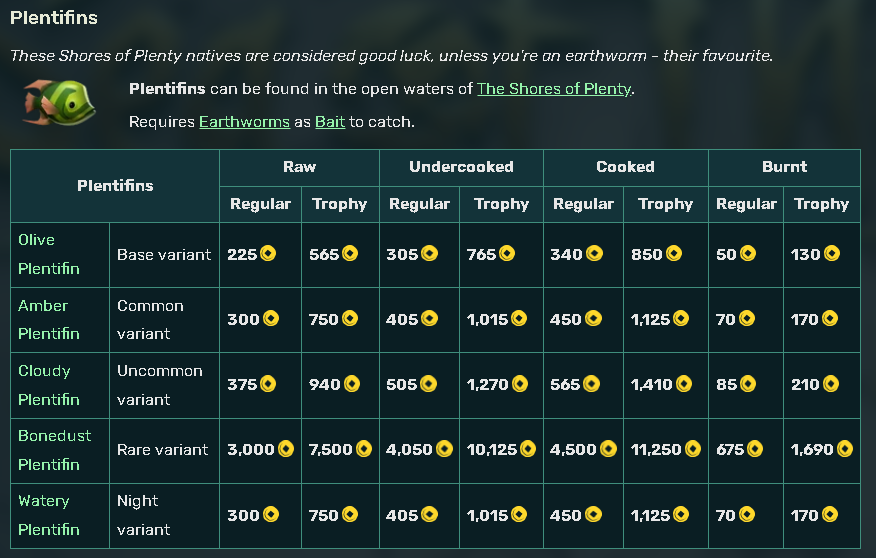 Plentifins
These Shores of Plenty natives are considered good luck, unless you're an earthworm - their favourite.
Plentifins can be found in the open waters of The Shores of Plenty.
Requires Earthworms as Bait to catch.
Plentifins Raw Undercooked Cooked Burnt
Regular Trophy Regular Trophy Regular Trophy Regular Trophy
Olive Plentifin Base variant 225 565 305 765 340 850 50 130
Amber Plentifin Common variant 300 750 405 1,015 450 1,125 70 170
Cloudy Plentifin Uncommon variant 375 940 505 1,270 565 1,410 85 210
Bonedust Plentifin Rare variant 3,000 7,500 4,050 10,125 4,500 11,250 675 1,690
Watery Plentifin Night variant 300 750 405 1,015 450 1,125 70 170